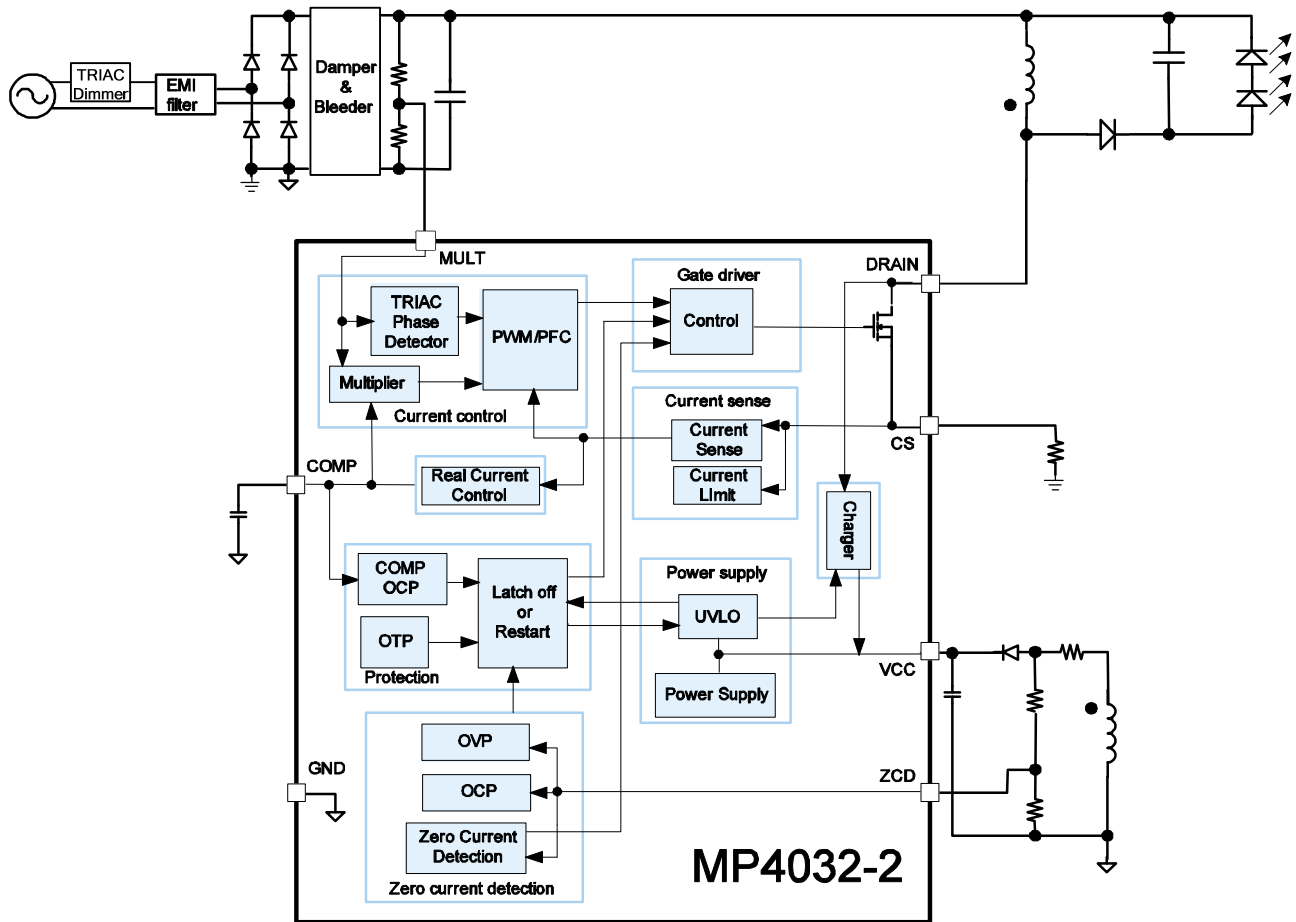 TRIAC
Dimmer
EMI
filter
Damper
&
Bleeder
MULT
DRAIN
TRIAC
Phase
Detector
PWM/PFC
Multiplier
Current control
Gate driver
Control
Current sense
Current
Sense
Current
LImit
CS
COMP
Real Current
Control
Charger
COMP
OCP
OTP
Protection
Latch off
or
Restart
Power supply
UVLO
Power Supply
VCC
OVP
OCP
Zero Current
Detection
Zero current detection
GND
ZCD
MP4032-2